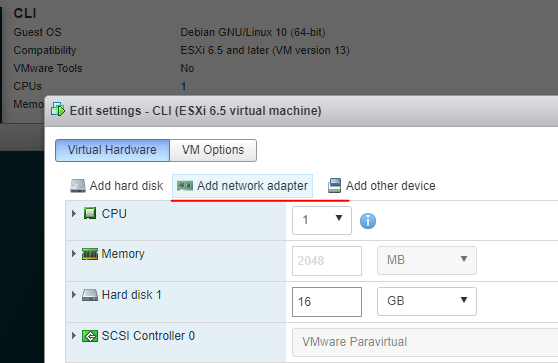 CLI
Guest OS Debian GNU/Linux 10 (64-bit)
Compatibility ESXi 6.5 and later (VM version 13)
VMware Tools No
CPUs 1
Memo
Edit settings - CLI (ESXi 6.5 virtual machine)
Virtual Hardware VM Options
Add hard disk Add network adapter Add other device
CPU 1
Memory 2048 MB
Hard disk 1 16 GB
SCSI Controller 0 VMware Paravirtual